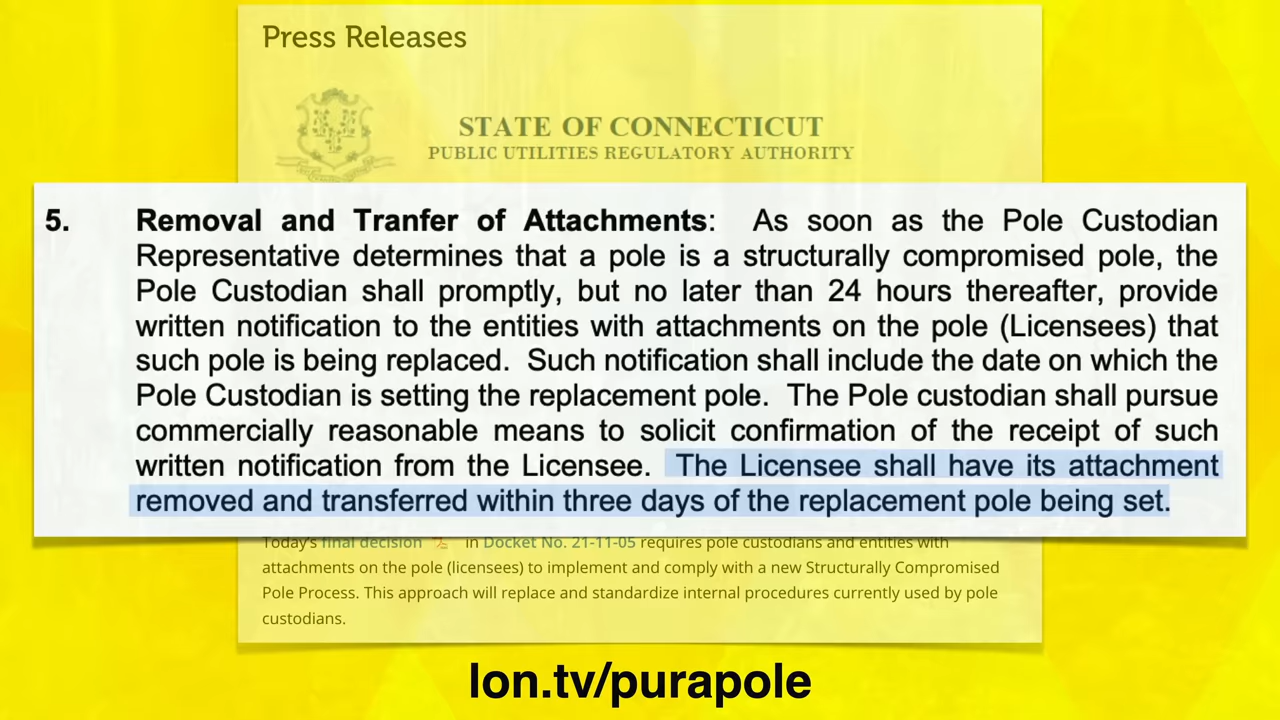 Press Releases
STATE OF CONNECTICUT
PUBLIC UTILITIES REGULATORY AUTHORITY
5. Removal and Tranfer of Attachments: As soon as the Pole Custodian
Representative determines that a pole is a structurally compromised pole, the
Pole Custodian shall promptly, but no later than 24 hours thereafter, provide
written notification to the entities with attachments on the pole (Licensees) that
such pole is being replaced. Such notification shall include the date on which the
Pole Custodian is setting the replacement pole. The Pole custodian shall pursue
commercially reasonable means to solicit confirmation of the receipt of such
written notification from the Licensee. The Licensee shall have its attachment
removed and transferred within three days of the replacement pole being set.
Today's final decision in Docket No. 21-11-05 requires pole custodians and entities with
attachments on the pole (licensees) to implement and comply with a new Structurally Compromised
Pole Process. This approach will replace and standardize internal procedures currently used by pole
custodians.
lon.tv/purapole